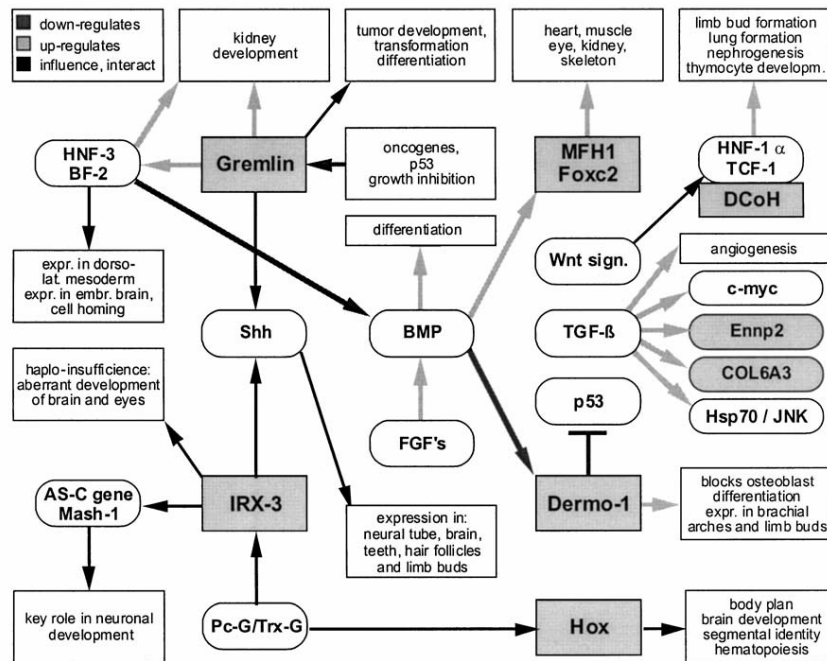 down-regulates
up-regulates
influence, interact
kidney
development
tumor development,
transformation
differentiation
heart, muscle
eye, kidney,
skeleton
limb bud formation
lung formation
nephrogenesis
thymocyte developm.
HNF-3
BF-2
Gremlin
oncogenes,
p53
growth inhibition
MFH1
Foxc2
HNF-1 α
TCF-1
DCoH
differentiation
Wnt sign.
angiogenesis
expr. in dorso-
lat. mesoderm
expr. in embr. brain,
cell homing
c-myc
Shh
BMP
TGF-ß
Ennp2
haplo-insufficience:
aberrant development
of brain and eyes
COL6A3
p53
Hsp70 / JNK
FGF's
AS-C gene
Mash-1
IRX-3
Dermo-1
blocks osteoblast
differentiation
expr. in brachial
arches and limb buds
expression in:
neural tube, brain,
teeth, hair follicles
and limb buds
key role in neuronal
development
Pc-G/Trx-G
Hox
body plan
brain development
segmental identity
hematopoiesis